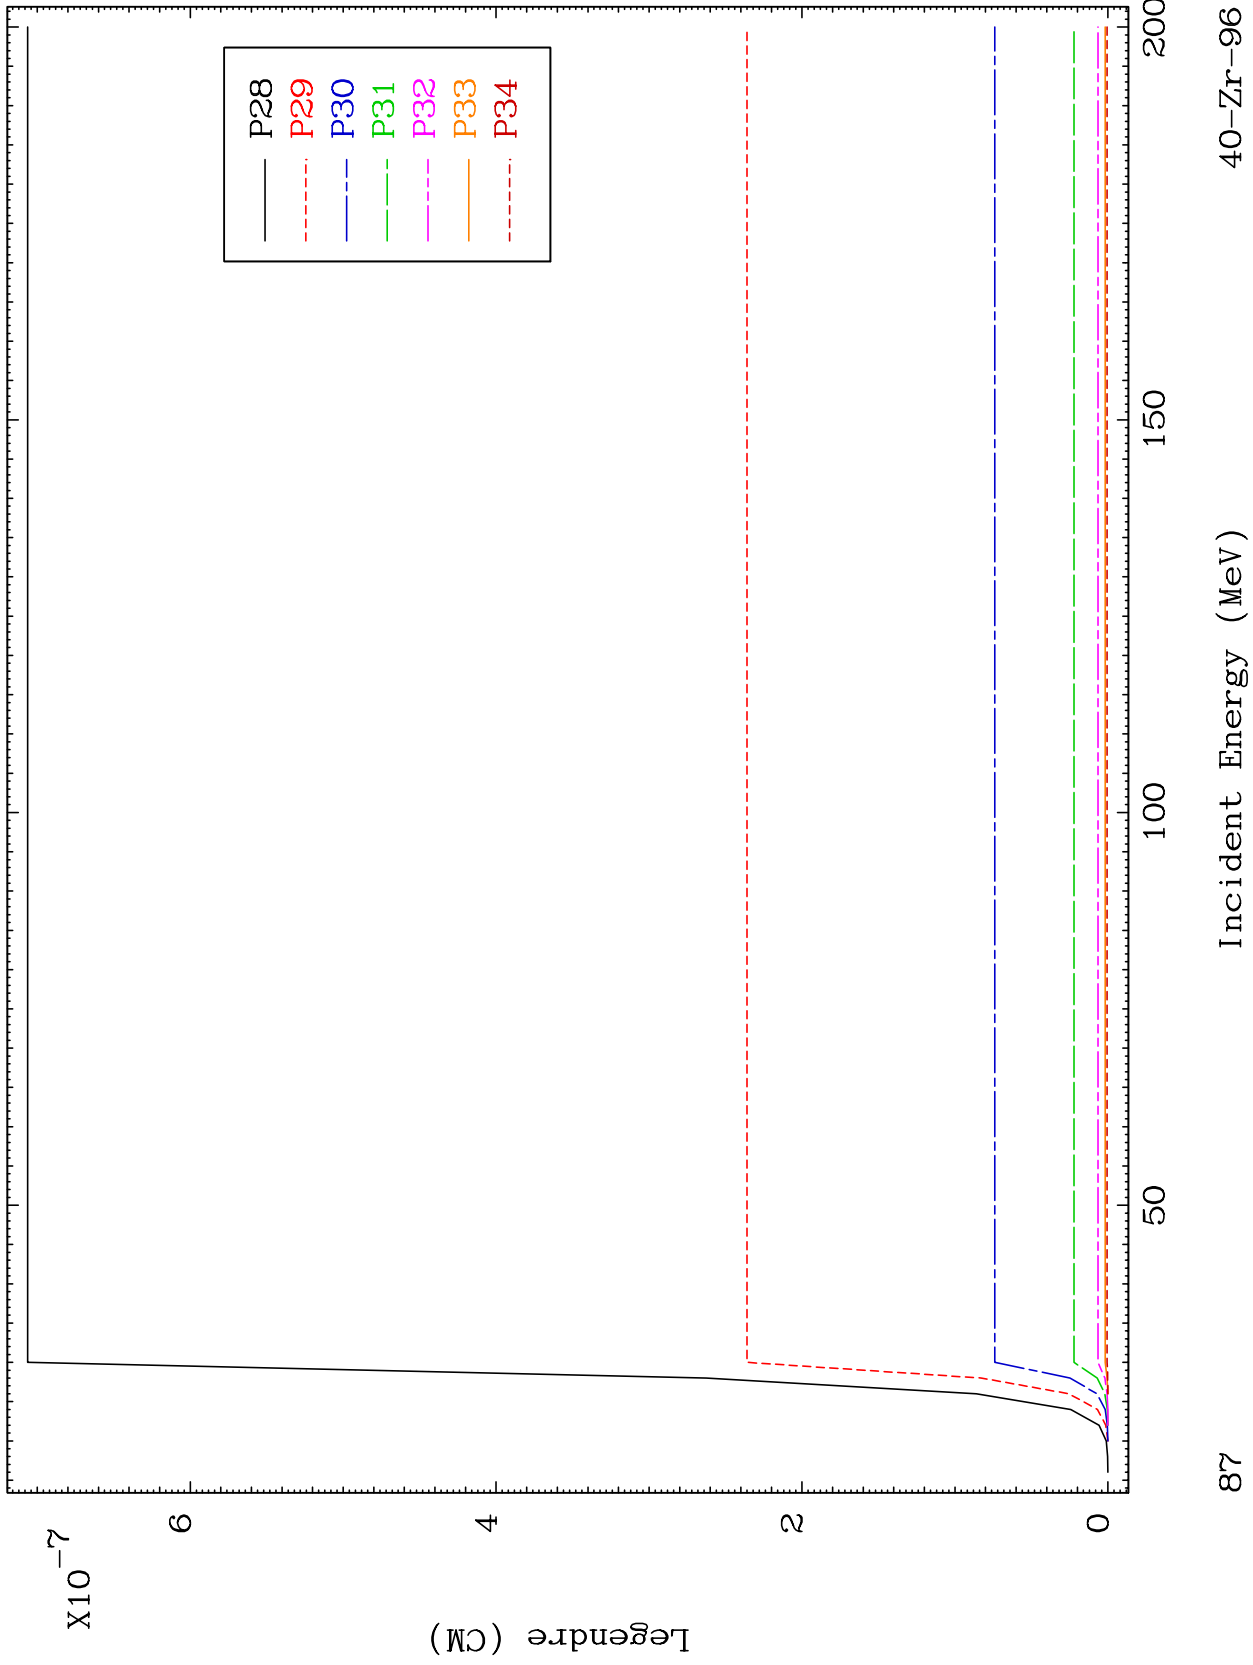 X10^-7
6
4
2
0
Legendre (CM)
P28
P29
P30
P31
P32
P33
P34
50
100
150
200
Incident Energy (MeV)
87
40-Zr-96